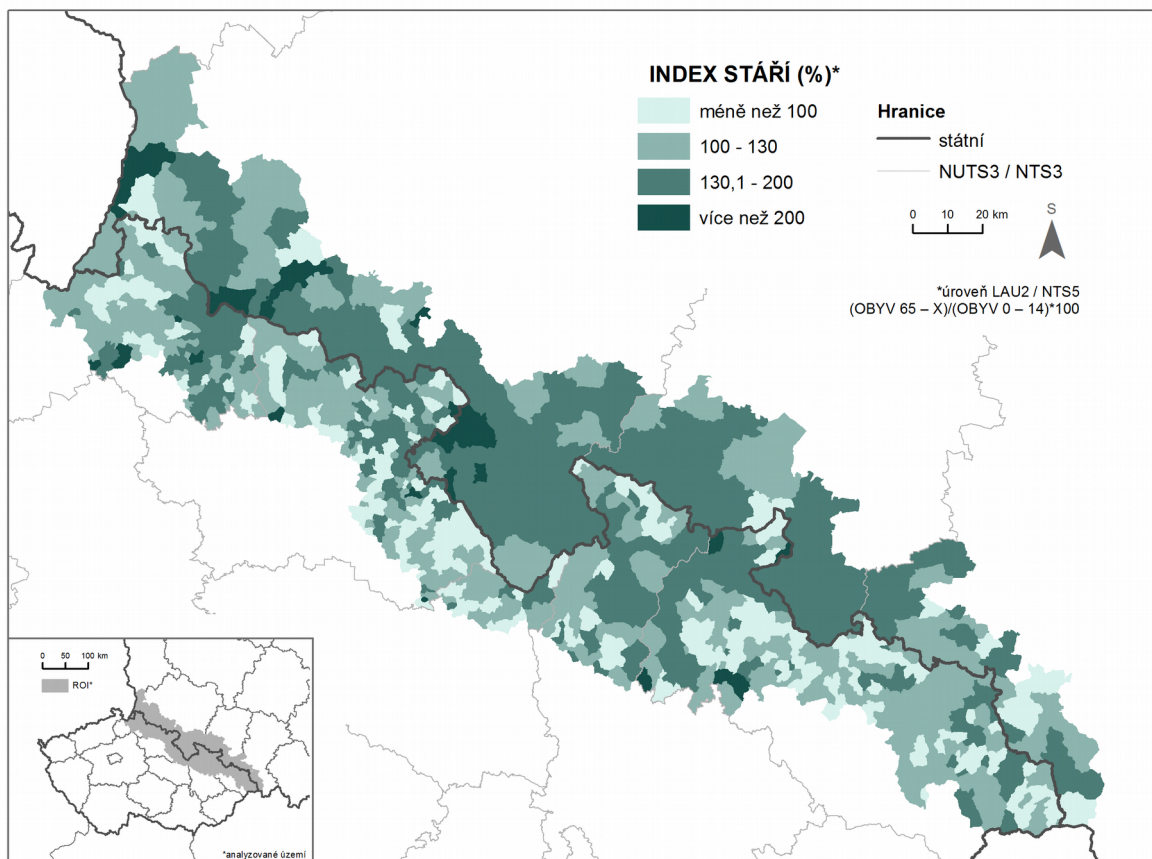 INDEX STÁŘÍ (%)*
méně než 100
100 - 130
130,1 - 200
více než 200
Hranice
státní
NUTS3 / NTS3
0 10 20 km
S
*úroveň LAU2 / NTS5
(OBYV 65 – X)/(OBYV 0 – 14)*100
0 50 100 km
ROI*
*analyzované území